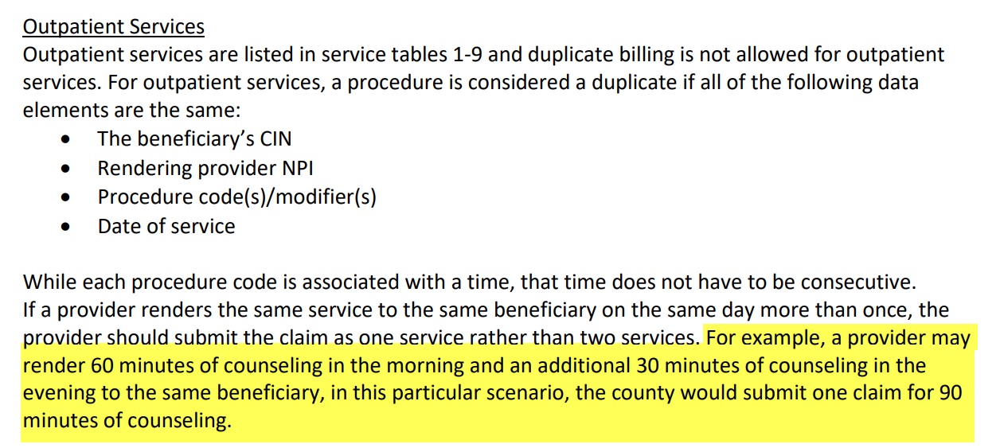 Outpatient Services
Outpatient services are listed in service tables 1-9 and duplicate billing is not allowed for outpatient
services. For outpatient services, a procedure is considered a duplicate if all of the following data
elements are the same:
• The beneficiary’s CIN
• Rendering provider NPI
• Procedure code(s)/modifier(s)
• Date of service
While each procedure code is associated with a time, that time does not have to be consecutive.
If a provider renders the same service to the same beneficiary on the same day more than once, the
provider should submit the claim as one service rather than two services. For example, a provider may
render 60 minutes of counseling in the morning and an additional 30 minutes of counseling in the
evening to the same beneficiary, in this particular scenario, the county would submit one claim for 90
minutes of counseling.